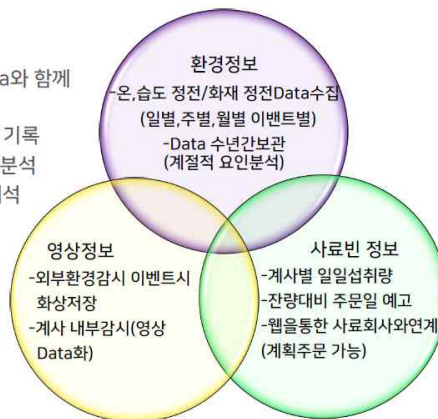 a와 함께
기록
분석
석
환경정보
-온,습도 정전/화재 정전Data수집
(일별,주별,월별 이밴트별)
-Data 수년간보관
(계절적 요인분석)
영상정보
-외부환경감시 이벤트시
화상저장
-계사 내부감시(영상
Data화)
사료빈 정보
-계사별 일일섭취량
-잔량대비 주문일 예고
-웹을통한 사료회사와연계
(계획주문 가능)